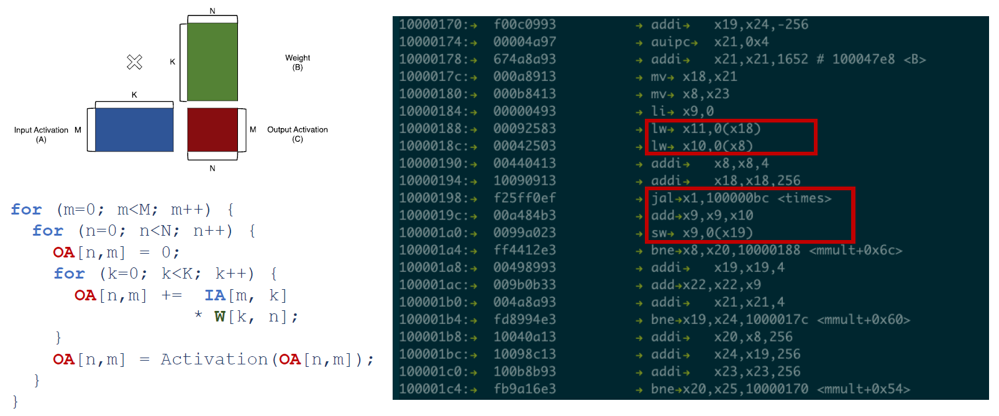 N
K
Weight
(B)
K
Input Activation
(A)
M
M
Output Activation
(C)
N
for (m=0; m<M; m++) {
for (n=0; n<N; n++) {
OA[n,m] = 0;
for (k=0; k<K; k++) {
OA[n,m] += IA[m, k]
* W[k, n];
}
OA[n,m] = Activation(OA[n,m]);
}
}
10000170:→ f00c0993 → addi→ x19,x24,-256
10000174:→ 00004a97 → auipc→ x21,0x4
10000178:→ 674a8a93 → addi→ x21,x21,1652 # 100047e8 <B>
1000017c:→ 000a8913 → mv→ x18,x21
10000180:→ 000b8413 → mv→ x8,x23
10000184:→ 00000493 → li→ x9,0
10000188:→ 00092583 → lw→ x11,0(x18)
1000018c:→ 00042503 → lw→ x10,0(x8)
10000190:→ 00440413 → addi→ x8,x8,4
10000194:→ 10090913 → addi→ x18,x18,256
10000198:→ f25ff0ef → jal→x1,100000bc <times>
1000019c:→ 00a484b3 → add→x9,x9,x10
100001a0:→ 0099a023 → sw→ x9,0(x19)
100001a4:→ ff4412e3 → bne→x8,x20,10000188 <mmult+0x6c>
100001a8:→ 00498993 → addi→ x19,x19,4
100001ac:→ 009b0b33 → add→x22,x22,x9
100001b0:→ 004a8a93 → addi→ x21,x21,4
100001b4:→ fd8994e3 → bne→x19,x24,1000017c <mmult+0x60>
100001b8:→ 10040a13 → addi→ x20,x8,256
100001bc:→ 10098c13 → addi→ x24,x19,256
100001c0:→ 100b8b93 → addi→ x23,x23,256
100001c4:→ fb9a16e3 → bne→x20,x25,10000170 <mmult+0x54>